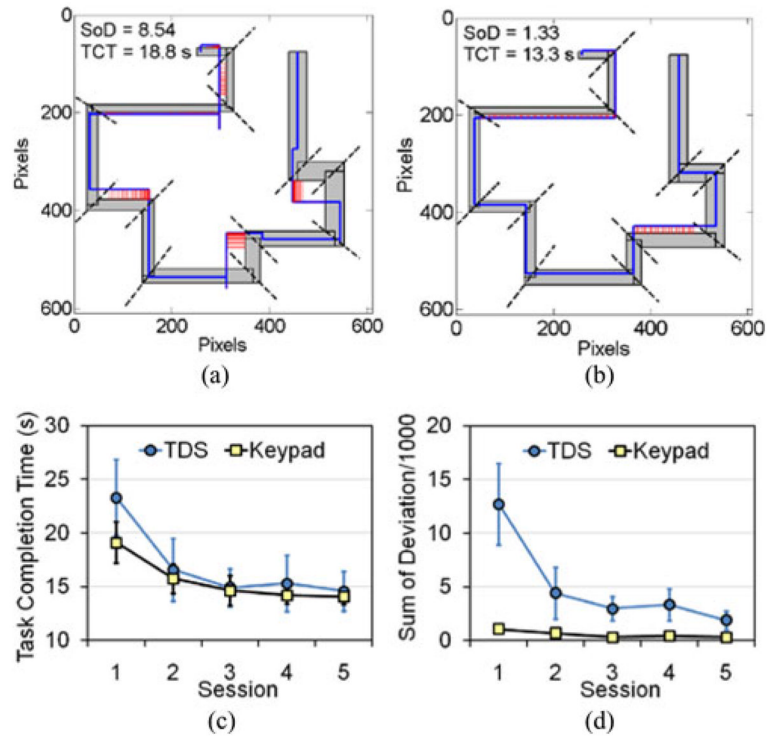 SoD = 8.54
TCT = 18.8 s
0
200
400
600
Pixels
0 200 400 600
Pixels
(a)
SoD = 1.33
TCT = 13.3 s
0
200
400
600
Pixels
0 200 400 600
Pixels
(b)
30
25
20
15
10
Task Completion Time (s)
TDS Keypad
1 2 3 4 5
Session
(c)
20
15
10
5
0
Sum of Deviation/1000
TDS Keypad
1 2 3 4 5
Session
(d)